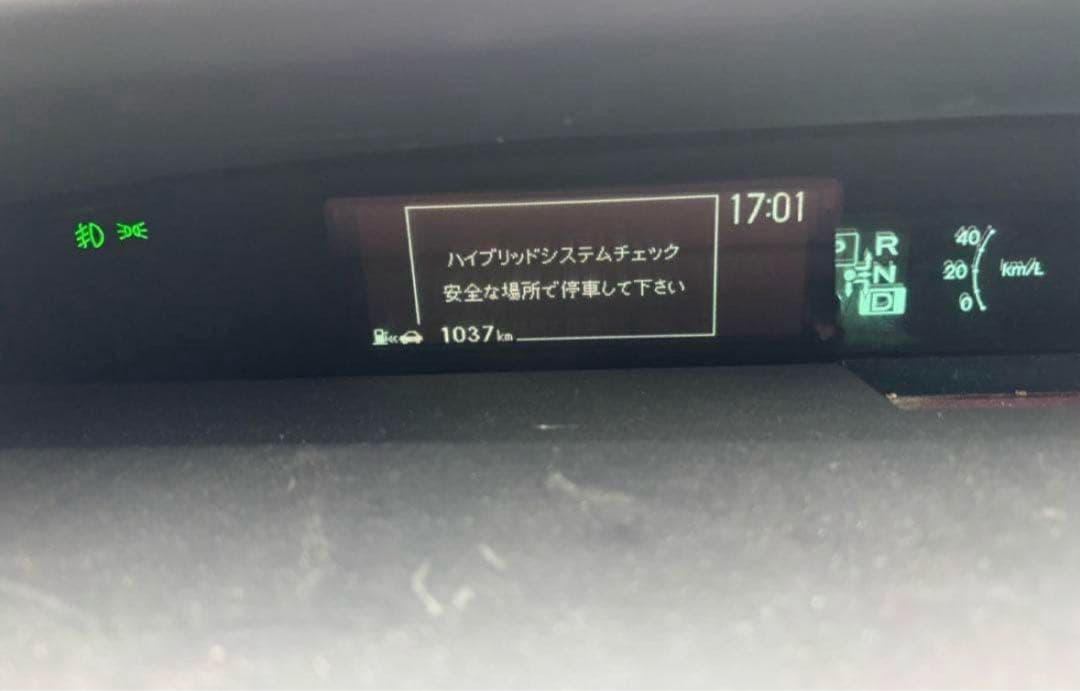 17:01
ハイブリッドシステムチェック
安全な場所で停車して下さい
1037km
P R
N
D
40
20 km/L
0